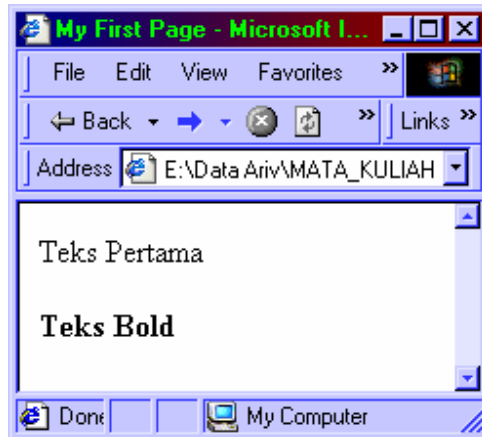 My First Page - Microsoft I...
File Edit View Favorites »
Back » Links »
Address E:\Data Ariv\MATA_KULIAH
Teks Pertama
Teks Bold
Done My Computer